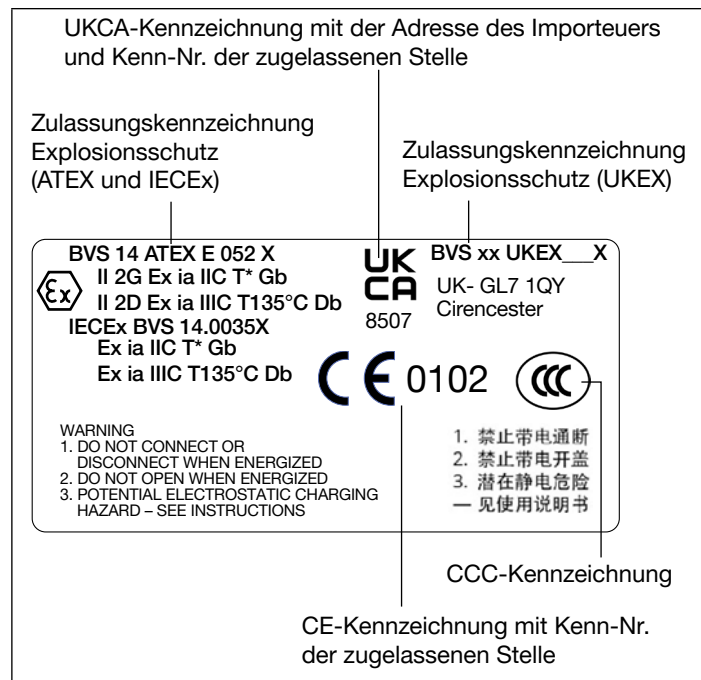 UKCA-Kennzeichnung mit der Adresse des Importeurs
und Kenn-Nr. der zugelassenen Stelle
Zulassungskennzeichnung
Explosionsschutz
(ATEX und IECEx)
Zulassungskennzeichnung
Explosionsschutz (UKEX)
BVS 14 ATEX E 052 X
Ex
II 2G Ex ia IIC T* Gb
II 2D Ex ia IIIC T135°C Db
IECEx BVS 14.0035X
Ex ia IIC T* Gb
Ex ia IIIC T135°C Db
UK
CA
8507
BVS xx UKEX___X
UK- GL7 1QY
Cirencester
CE 0102
CCC
WARNING
1. DO NOT CONNECT OR
DISCONNECT WHEN ENERGIZED
2. DO NOT OPEN WHEN ENERGIZED
3. POTENTIAL ELECTROSTATIC CHARGING
HAZARD – SEE INSTRUCTIONS
1. 禁止带电通断
2. 禁止带电开盖
3. 潜在静电危险
— 见使用说明书
CCC-Kennzeichnung
CE-Kennzeichnung mit Kenn-Nr.
der zugelassenen Stelle